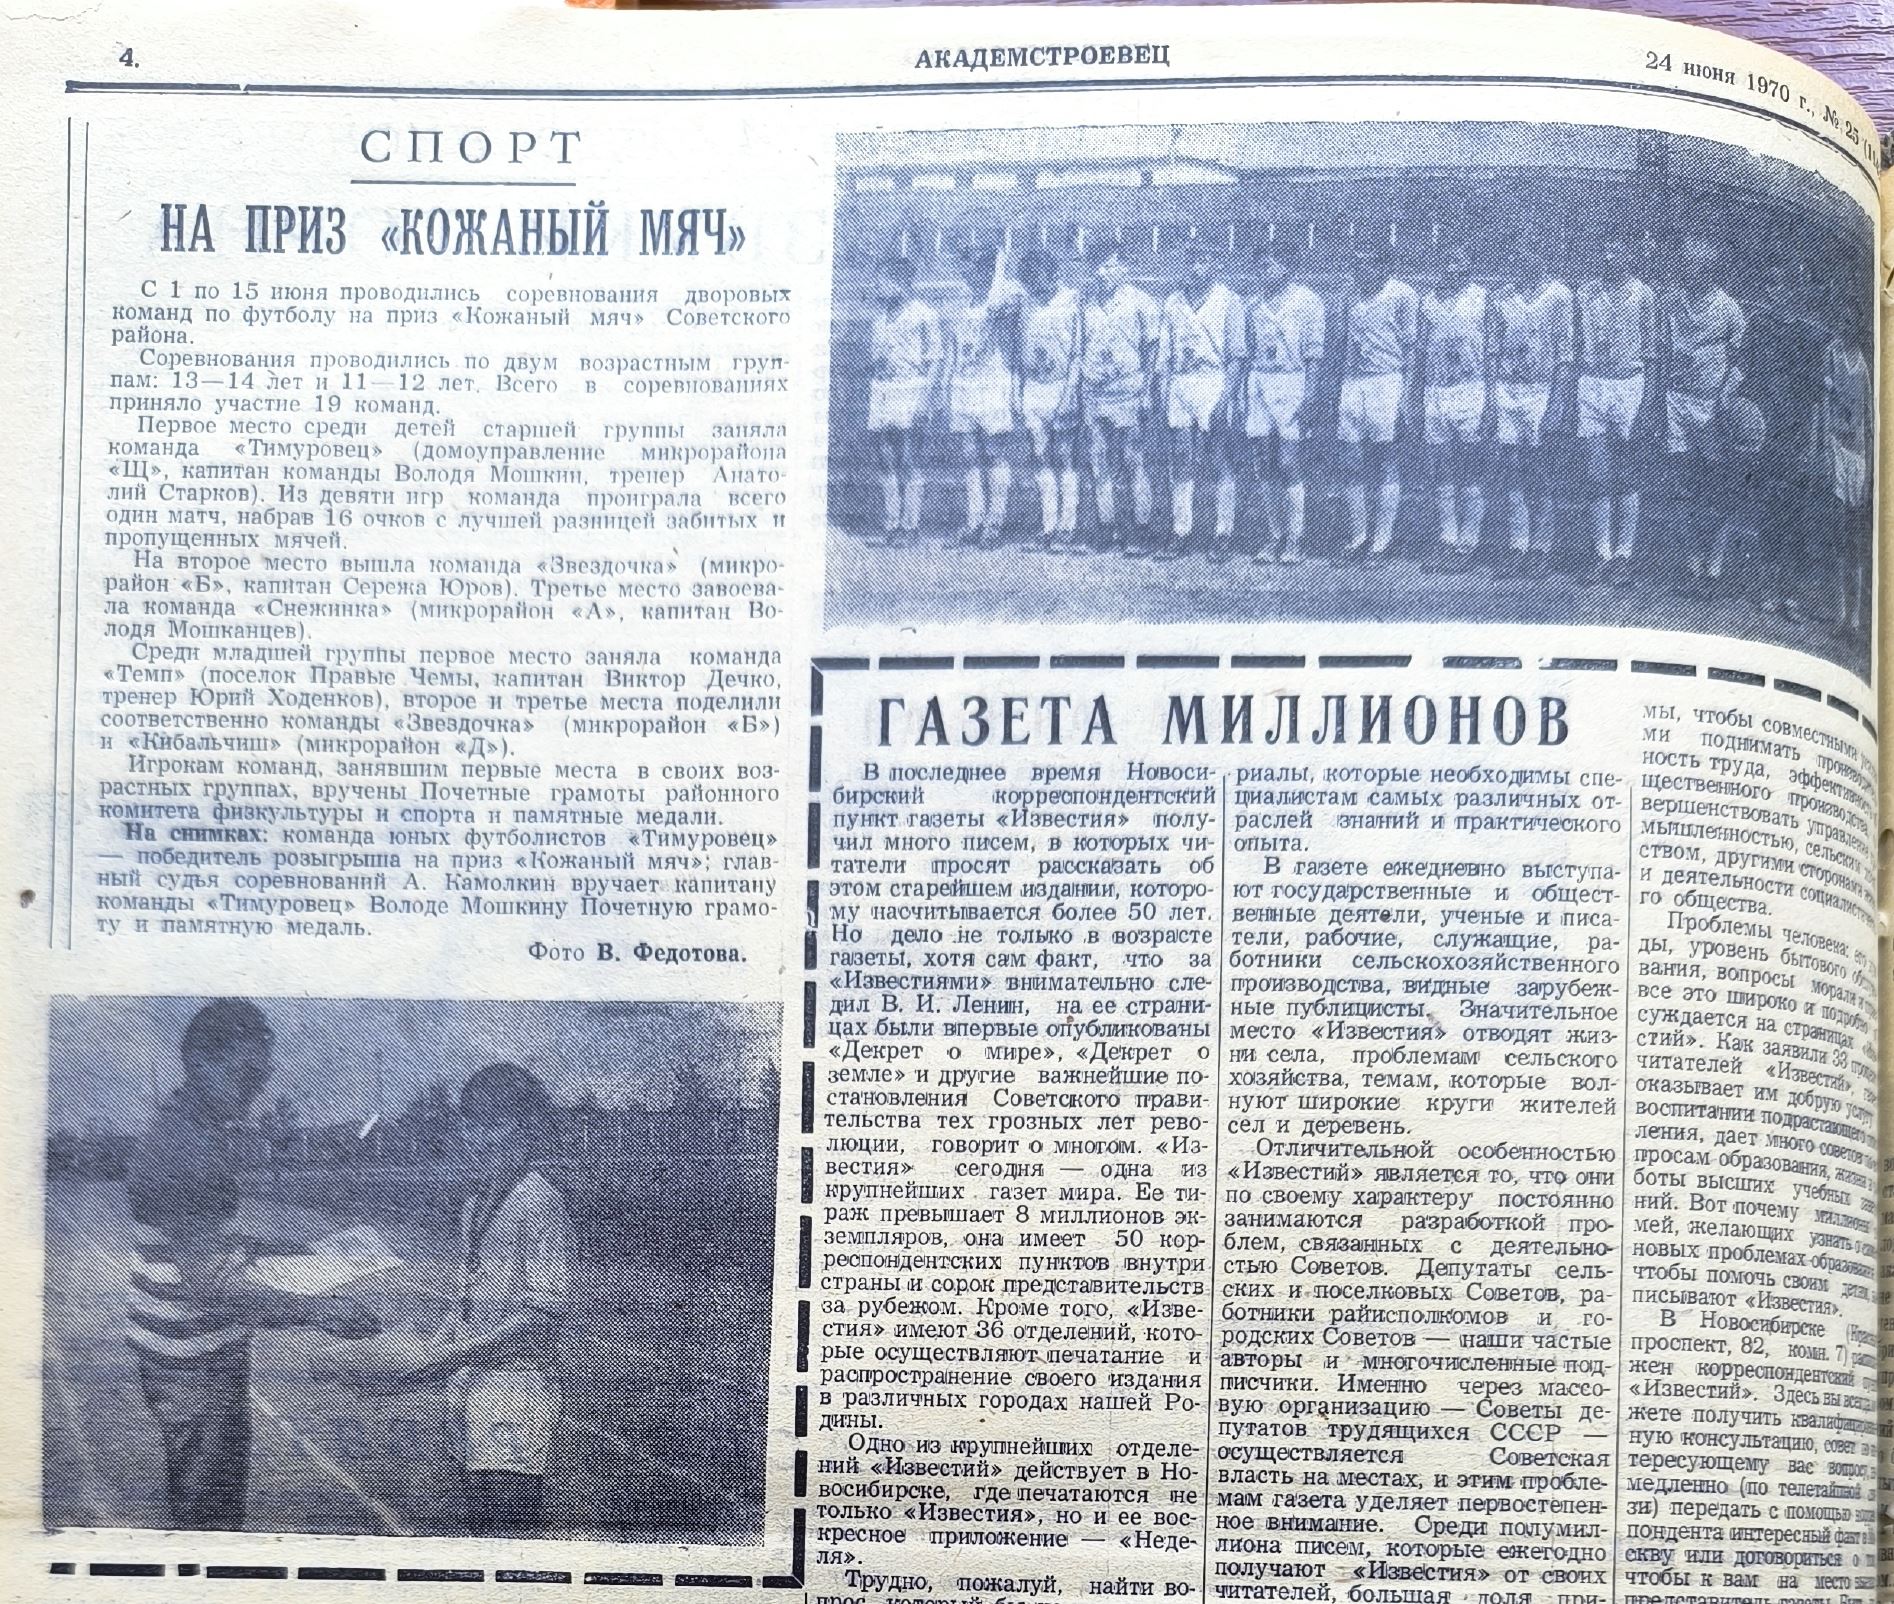 4.
АКАДЕМСТРОЕВЕЦ
24 июня 1970 г., № 25
СПОРТ
НА ПРИЗ «КОЖАНЫЙ МЯЧ»
С 1 по 15 июня проводились соревнования дворовых
команд по футболу на приз «Кожаный мяч» Советского
района.
Соревнования проводились по двум возрастным груп-
пам: 13—14 лет и 11—12 лет. Всего в соревнованиях
приняло участие 19 команд.
Первое место среди детей старшей группы заняла
команда «Тимуровец» (домоуправление микрорайона
«Щ», капитан команды Володя Мошкин, тренер Анато-
лий Старков). Из девяти игр команда проиграла всего
один матч, набрав 16 очков с лучшей разницей забитых и
пропущенных мячей.
На второе место вышла команда «Звездочка» (микро-
район «Б», капитан Сережа Юров). Третье место завоева-
ла команда «Снежинка» (микрорайон «А», капитан Во-
лодя Мошканцев).
Среди младшей группы первое место заняла команда
«Темп» (поселок Правые Чемы, капитан Виктор Дечко,
тренер Юрий Ходенков), второе и третье места поделили
соответственно команды «Звездочка» (микрорайон «Б»)
и «Кибальчиш» (микрорайон «Д»).
Игрокам команд, занявшим первые места в своих воз-
растных группах, вручены Почетные грамоты районного
комитета физкультуры и спорта и памятные медали.
На снимках: команда юных футболистов «Тимуровец»
— победитель розыгрыша на приз «Кожаный мяч»; глав-
ный судья соревнований А. Камолкин вручает капитану
команды «Тимуровец» Володе Мошкину Почетную грамо-
ту и памятную медаль.
Фото В. Федотова.
ГАЗЕТА МИЛЛИОНОВ
В последнее время Новоси-
бирский корреспондентский
пункт газеты «Известия» полу-
чил много писем, в которых чи-
татели просят рассказать об
этом старейшем издании, которо-
му насчитывается более 50 лет.
Но дело не только в возрасте
газеты, хотя сам факт, что за
«Известиями» внимательно сле-
дил В. И. Ленин, на ее страни-
цах были впервые опубликованы
«Декрет о мире», «Декрет о
земле» и другие важнейшие по-
становления Советского прави-
тельства тех грозных лет рево-
люции, говорит о многом. «Из-
вестия» сегодня — одна из
крупнейших газет мира. Ее ти-
раж превышает 8 миллионов эк-
земпляров, она имеет 50 кор-
респондентских пунктов внутри
страны и сорок представительств
за рубежом. Кроме того, «Изве-
стия» имеют 36 отделений, кото-
рые осуществляют печатание и
распространение своего издания
в различных городах нашей Ро-
дины.
Одно из крупнейших отделе-
ний «Известий» действует в Но-
восибирске, где печатаются не
только «Известия», но и ее вос-
кресное приложение — «Неде-
ля».
Трудно, пожалуй, найти во-
риалы, которые необходимы спе-
циалистам самых различных от-
раслей знаний и практического
опыта.
В газете ежедневно выступа-
ют государственные и общест-
венные деятели, ученые и писа-
тели, рабочие, служащие, ра-
ботники сельскохозяйственного
производства, видные зарубеж-
ные публицисты. Значительное
место «Известия» отводят жиз-
ни села, проблемам сельского
хозяйства, темам, которые вол-
нуют широкие круги жителей
сел и деревень.
Отличительной особенностью
«Известий» является то, что они
по своему характеру постоянно
занимаются разработкой про-
блем, связанных с деятельно-
стью Советов. Депутаты сель-
ских и поселковых Советов, ра-
ботники райисполкомов и го-
родских Советов — наши частые
авторы и многочисленные под-
писчики. Именно через массо-
вую организацию — Советы де-
путатов трудящихся СССР —
осуществляется Советская
власть на местах, и этим пробле-
мам газета уделяет первостепен-
ное внимание. Среди полумил-
лиона писем, которые ежегодно
получают «Известия» от своих
читателей, большая доля при-
мы, чтобы совместными
ми поднимать
ность труда,
щественного производства,
вершенствовать
мышленностью,
ством, другими сторонами
и деятельности
го общества.
Проблемы человека:
ды, уровень бытового
вания, вопросы морали
все это широко и подробно
суждается на страницах
стий». Как заявили 33
читателей «Известий»,
оказывает им добрую
воспитании подрастающего
ления, дает много советов
просам образования,
боты высших учебных
ний. Вот почему
мей, желающих узнать
новых проблемах
чтобы помочь своим
писывают «Известия».
В Новосибирске
проспект, 82, комн. 7)
жен корреспондентский
«Известий». Здесь вы
жете получить
ную консультацию, совет
тересующему вас
медленно (по телетайпной
зи) передать с помощью
пондента интересный факт
скву или договориться о
чтобы к вам на место